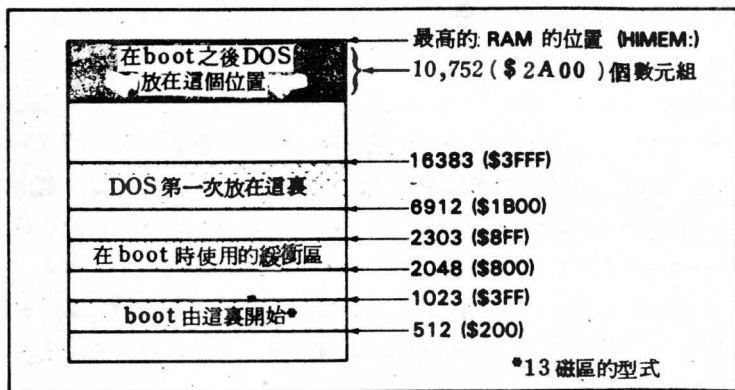 最高的 RAM 的位置 (HIMEM:)
在boot之後DOS
放在這個位置
10,752 ($ 2A00 ) 個數元組
16383 ($3FFF)
DOS 第一次放在這裏
6912 ($1B00)
2303 ($8FF)
在 boot 時使用的緩衝區
2048 ($800)
1023 ($3FF)
boot 由這裏開始*
512 ($200)
*13 磁區的型式